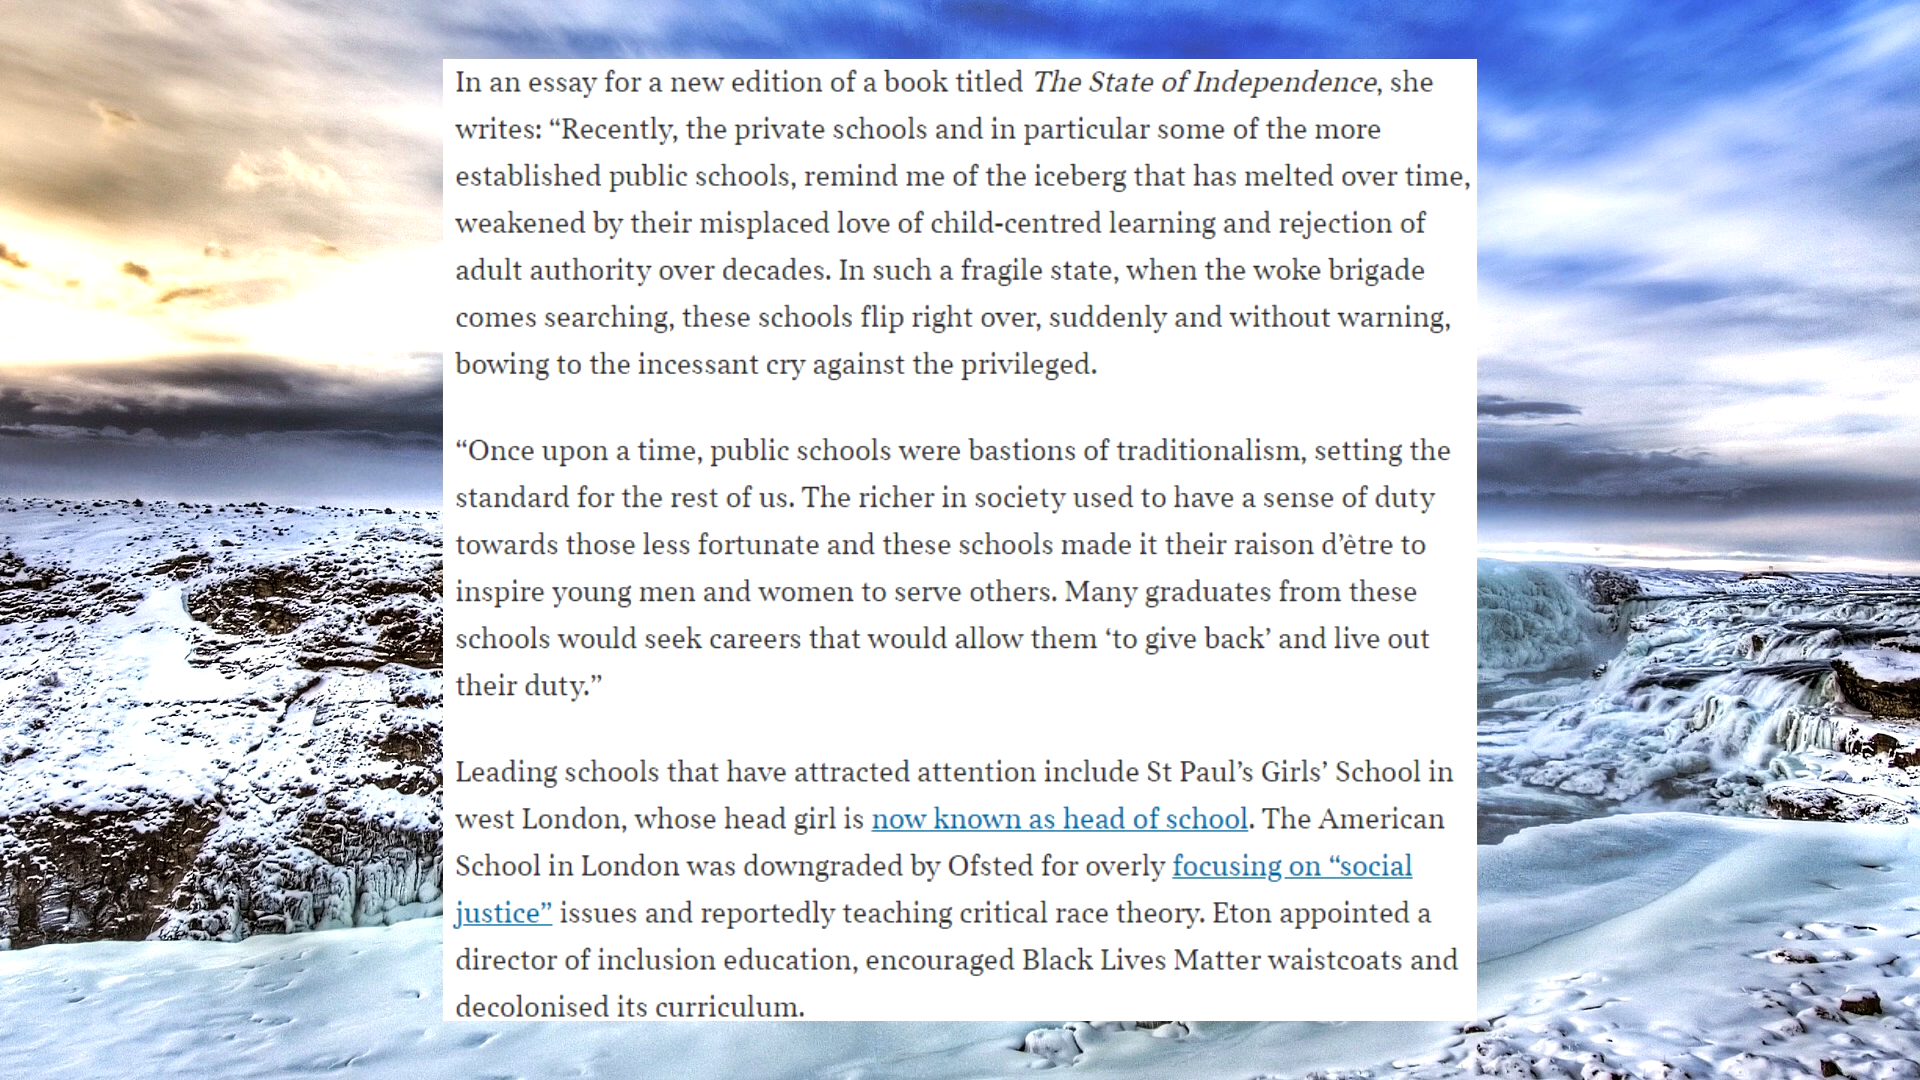 In an essay for a new edition of a book titled The State of Independence, she
writes: “Recently, the private schools and in particular some of the more
established public schools, remind me of the iceberg that has melted over time,
weakened by their misplaced love of child-centred learning and rejection of
adult authority over decades. In such a fragile state, when the woke brigade
comes searching, these schools flip right over, suddenly and without warning,
bowing to the incessant cry against the privileged.
“Once upon a time, public schools were bastions of traditionalism, setting the
standard for the rest of us. The richer in society used to have a sense of duty
towards those less fortunate and these schools made it their raison d’être to
inspire young men and women to serve others. Many graduates from these
schools would seek careers that would allow them ‘to give back’ and live out
their duty.”
Leading schools that have attracted attention include St Paul’s Girls’ School in
west London, whose head girl is now known as head of school. The American
School in London was downgraded by Ofsted for overly focusing on “social
justice” issues and reportedly teaching critical race theory. Eton appointed a
director of inclusion education, encouraged Black Lives Matter waistcoats and
decolonised its curriculum.